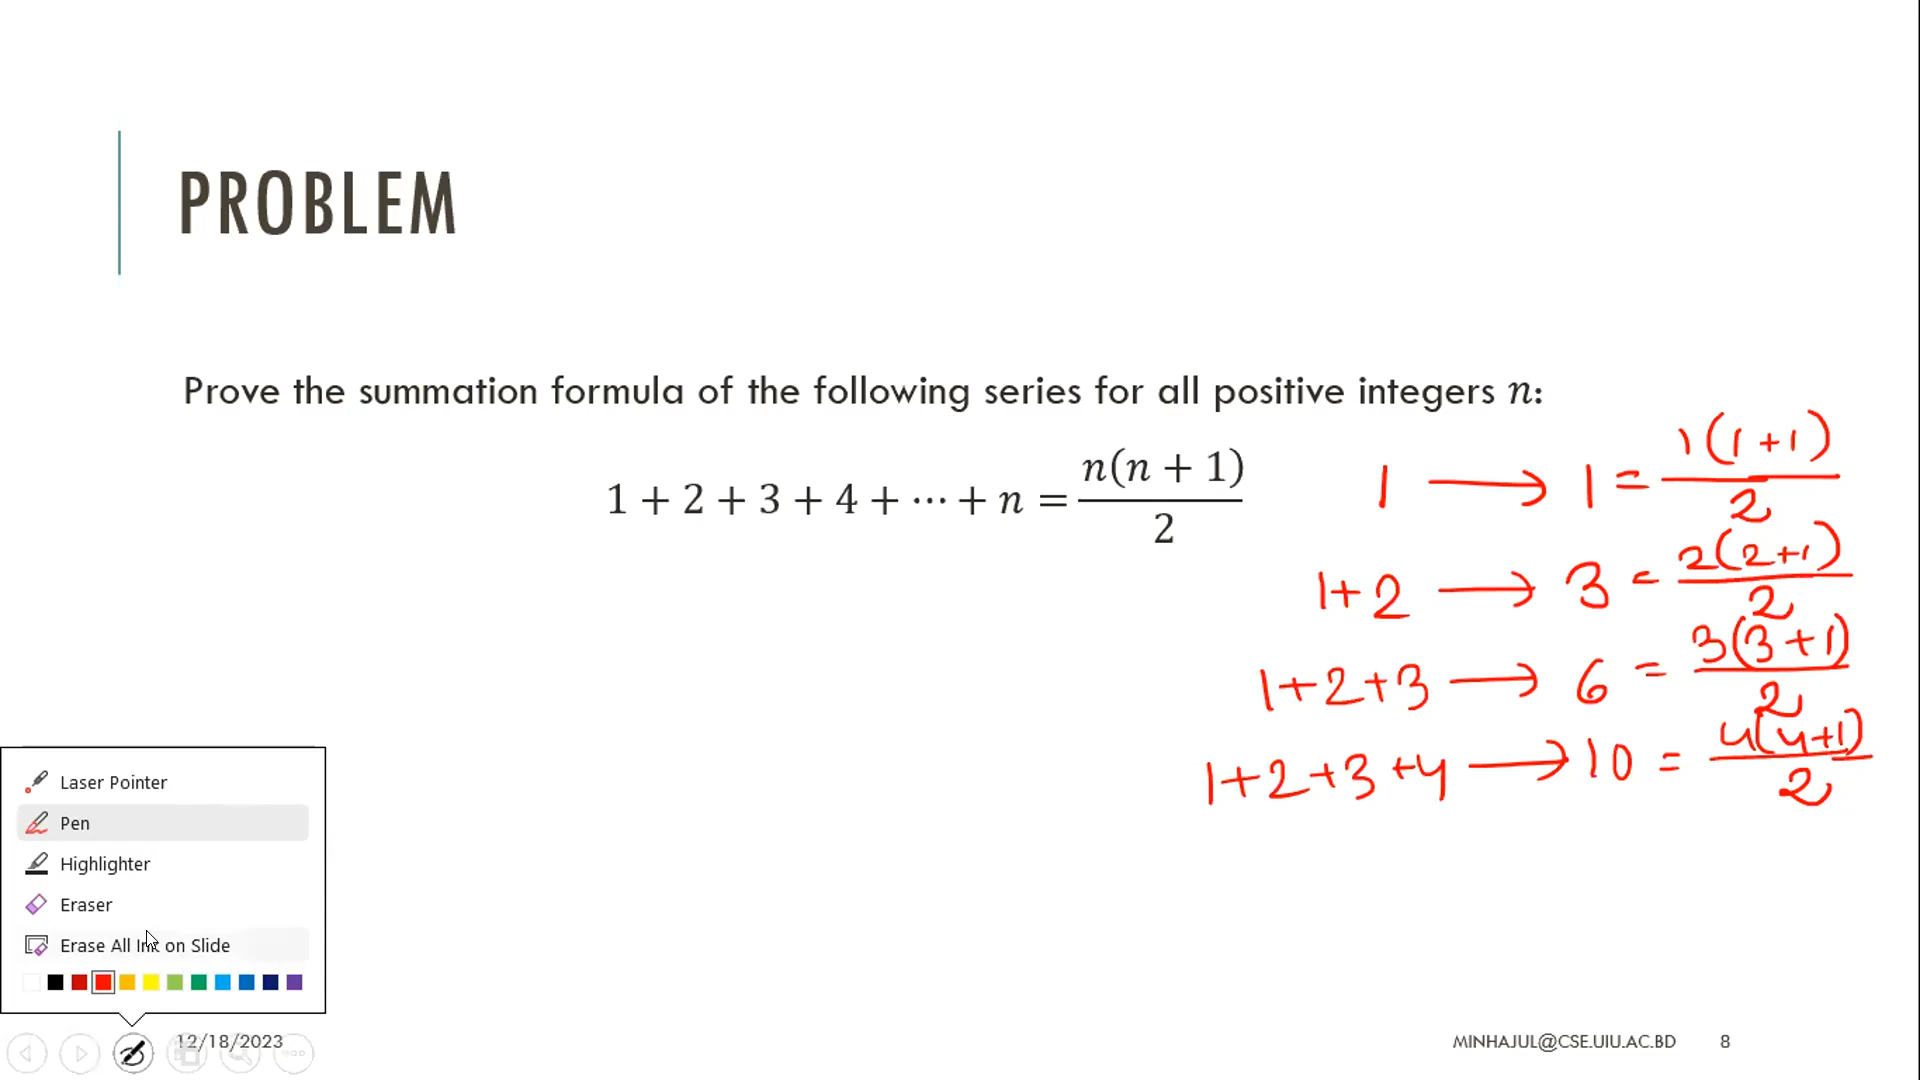 PROBLEM
Prove the summation formula of the following series for all positive integers n:
1 + 2 + 3 + 4 + ⋯ + n = n(n + 1)/2
1 ⟶ 1 = 1(1+1)/2
1+2 ⟶ 3 = 2(2+1)/2
1+2+3 ⟶ 6 = 3(3+1)/2
1+2+3+4 ⟶ 10 = 4(4+1)/2
Laser Pointer
Pen
Highlighter
Eraser
Erase All Ink on Slide
12/18/2023
MINHAJUL@CSE.UIU.AC.BD
8